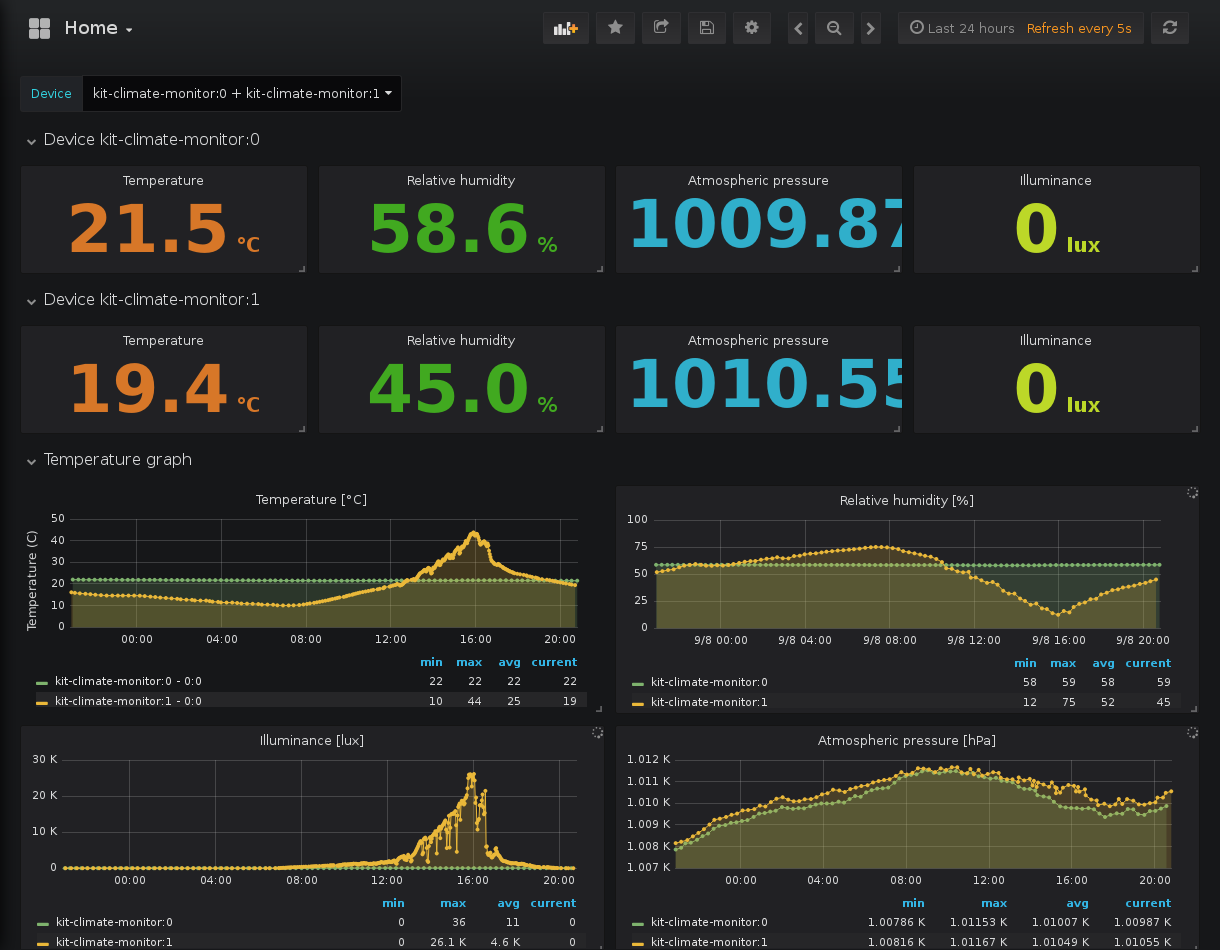 Home
Last 24 hours Refresh every 5s
Device kit-climate-monitor:0 + kit-climate-monitor:1
Device kit-climate-monitor:0
Temperature Relative humidity Atmospheric pressure Illuminance
21.5 °C 58.6 % 1009.87 0 lux
Device kit-climate-monitor:1
Temperature Relative humidity Atmospheric pressure Illuminance
19.4 °C 45.0 % 1010.55 0 lux
Temperature graph
Temperature [°C]
Temperature (C)
50
40
30
20
10
0
00:00 04:00 08:00 12:00 16:00 20:00
min max avg current
kit-climate-monitor:0 - 0:0 22 22 22 22
kit-climate-monitor:1 - 0:0 10 44 25 19
Relative humidity [%]
100
75
50
25
0
9/8 00:00 9/8 04:00 9/8 08:00 9/8 12:00 9/8 16:00 9/8 20:00
min max avg current
kit-climate-monitor:0 58 59 58 59
kit-climate-monitor:1 12 75 52 45
Illuminance [lux]
30 K
20 K
10 K
0
00:00 04:00 08:00 12:00 16:00 20:00
min max avg current
kit-climate-monitor:0 0 36 11 0
kit-climate-monitor:1 0 26.1 K 4.6 K 0
Atmospheric pressure [hPa]
1.012 K
1.011 K
1.010 K
1.009 K
1.008 K
1.007 K
00:00 04:00 08:00 12:00 16:00 20:00
min max avg current
kit-climate-monitor:0 1.00786 K 1.01153 K 1.01007 K 1.00987 K
kit-climate-monitor:1 1.00816 K 1.01167 K 1.01049 K 1.01055 K